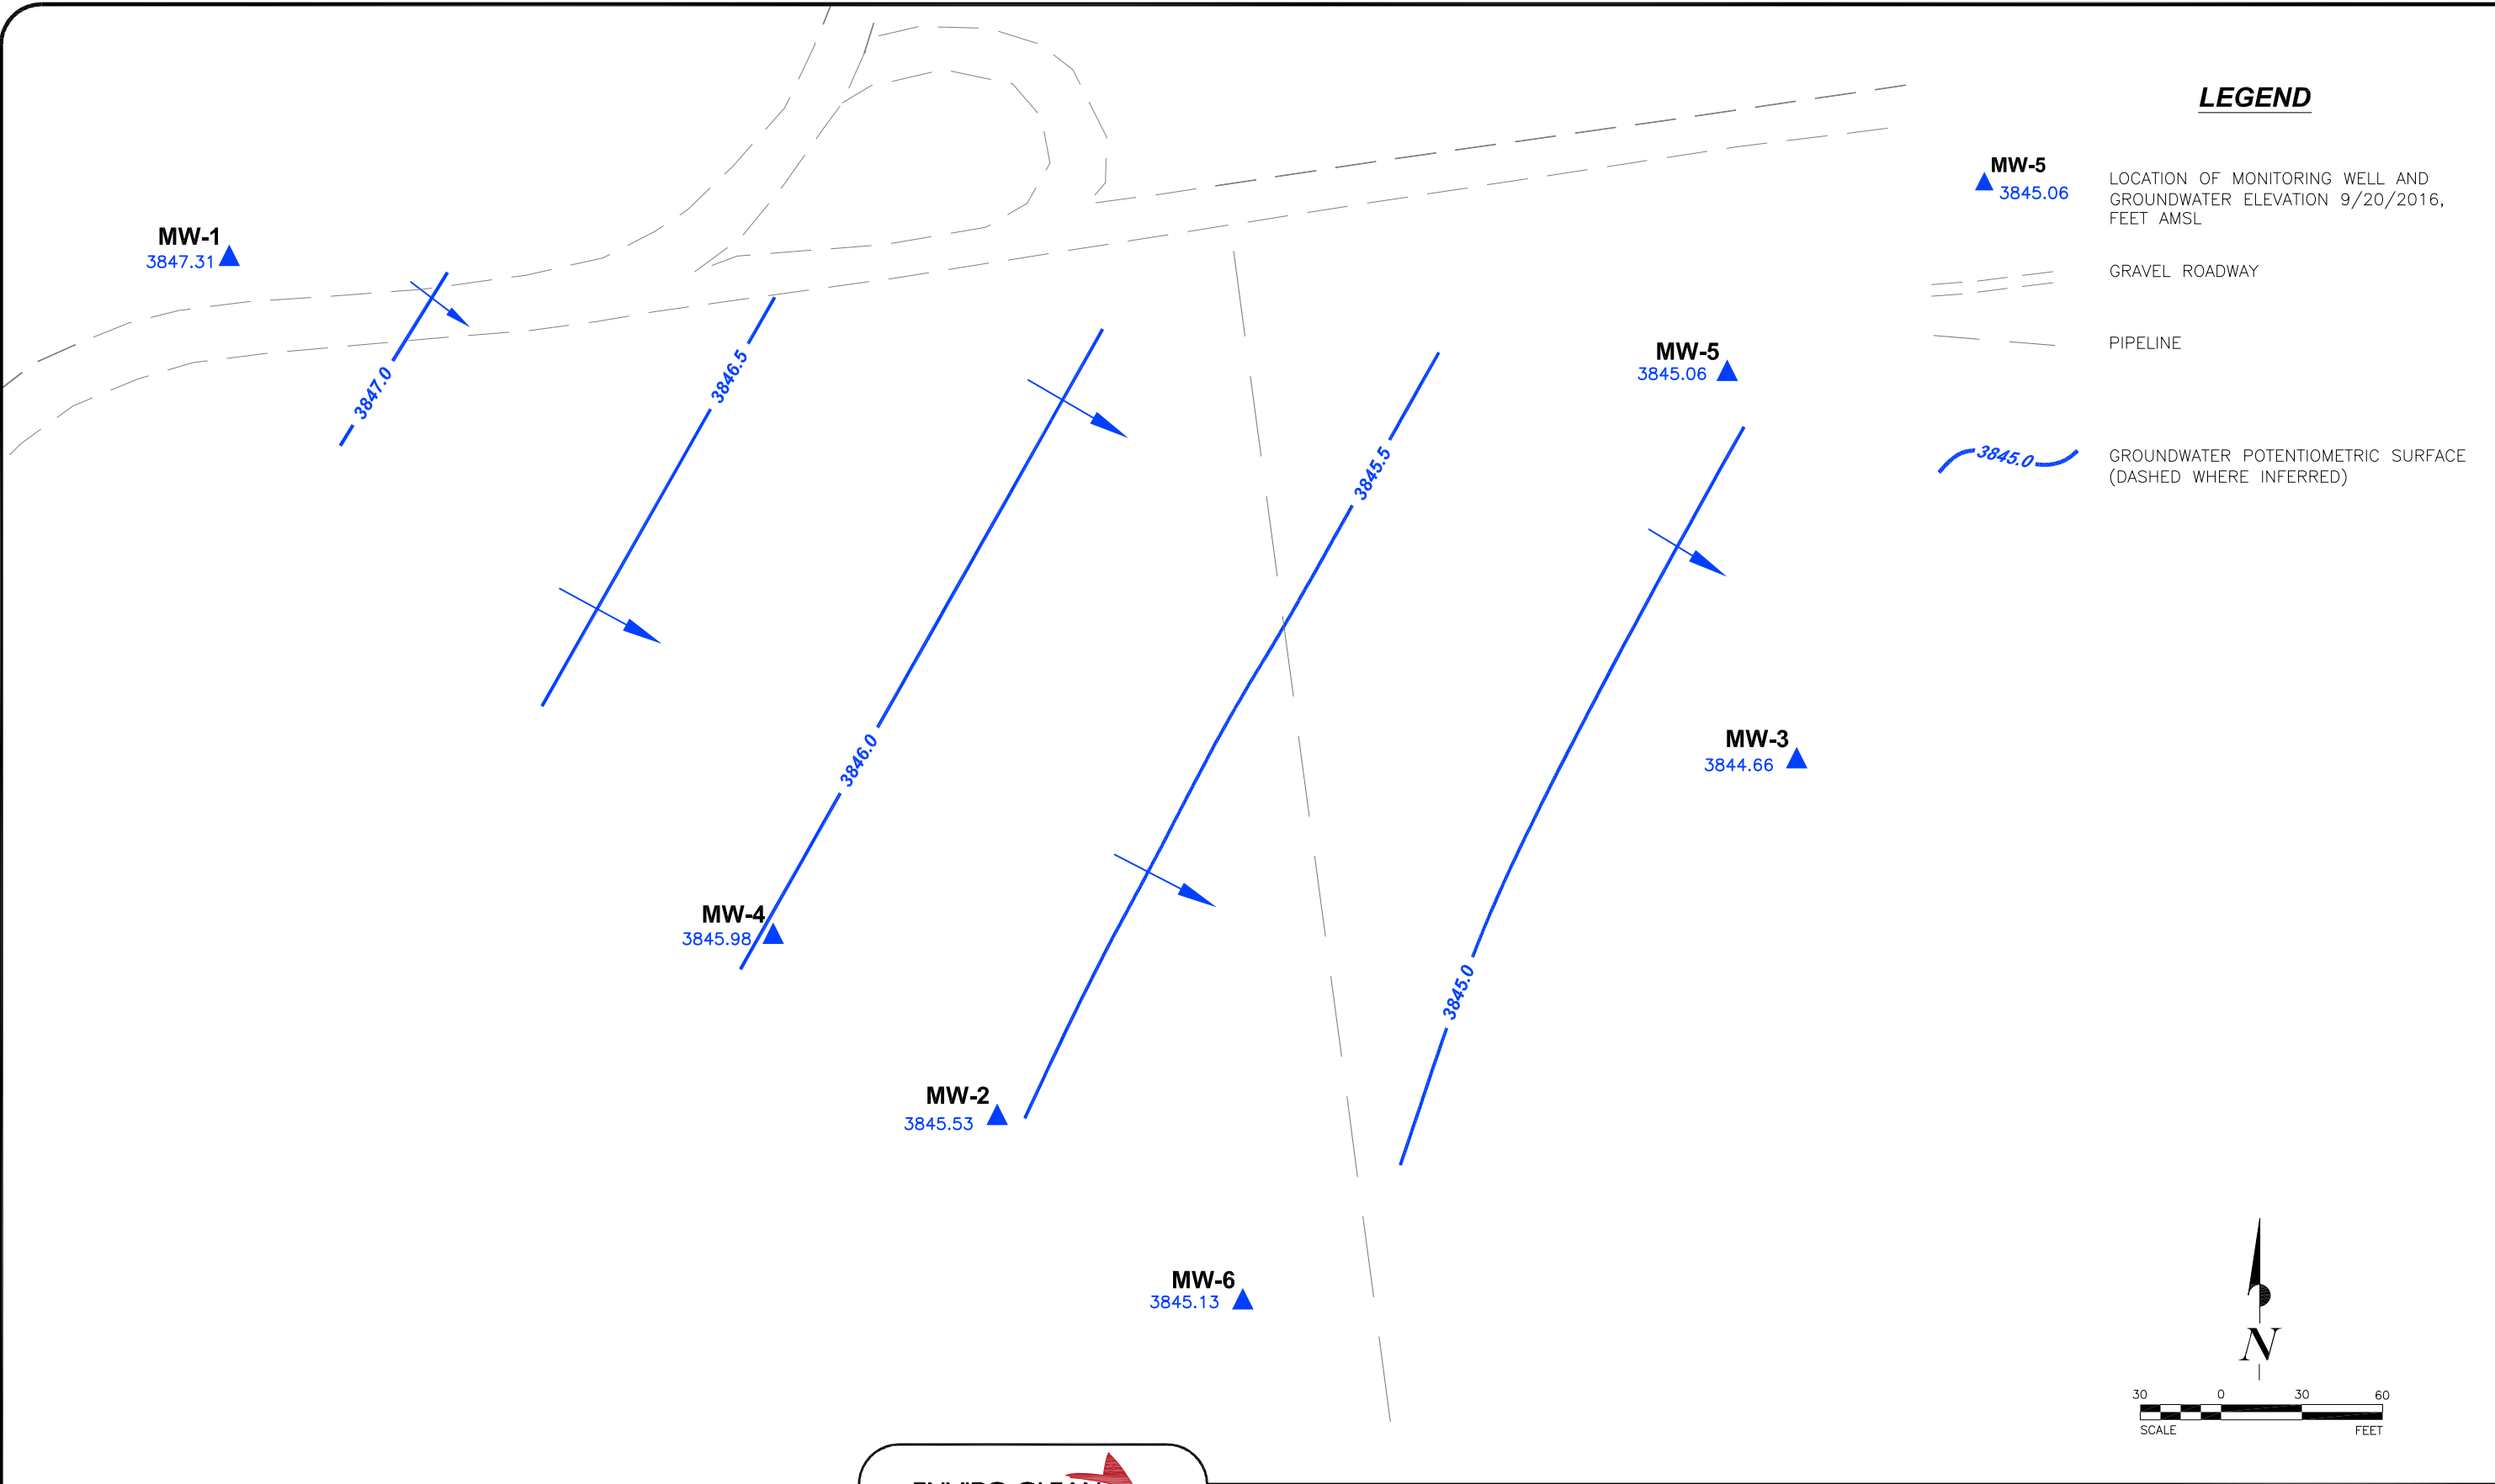 LEGEND
MW-5
3845.06
LOCATION OF MONITORING WELL AND
GROUNDWATER ELEVATION 9/20/2016,
FEET AMSL
GRAVEL ROADWAY
PIPELINE
3845.0
GROUNDWATER POTENTIOMETRIC SURFACE
(DASHED WHERE INFERRED)
MW-1
3847.31
3847.0
3846.5
3846.0
3845.5
3845.0
MW-5
3845.06
MW-3
3844.66
MW-4
3845.98
MW-2
3845.53
MW-6
3845.13
N
30 0 30 60
SCALE FEET